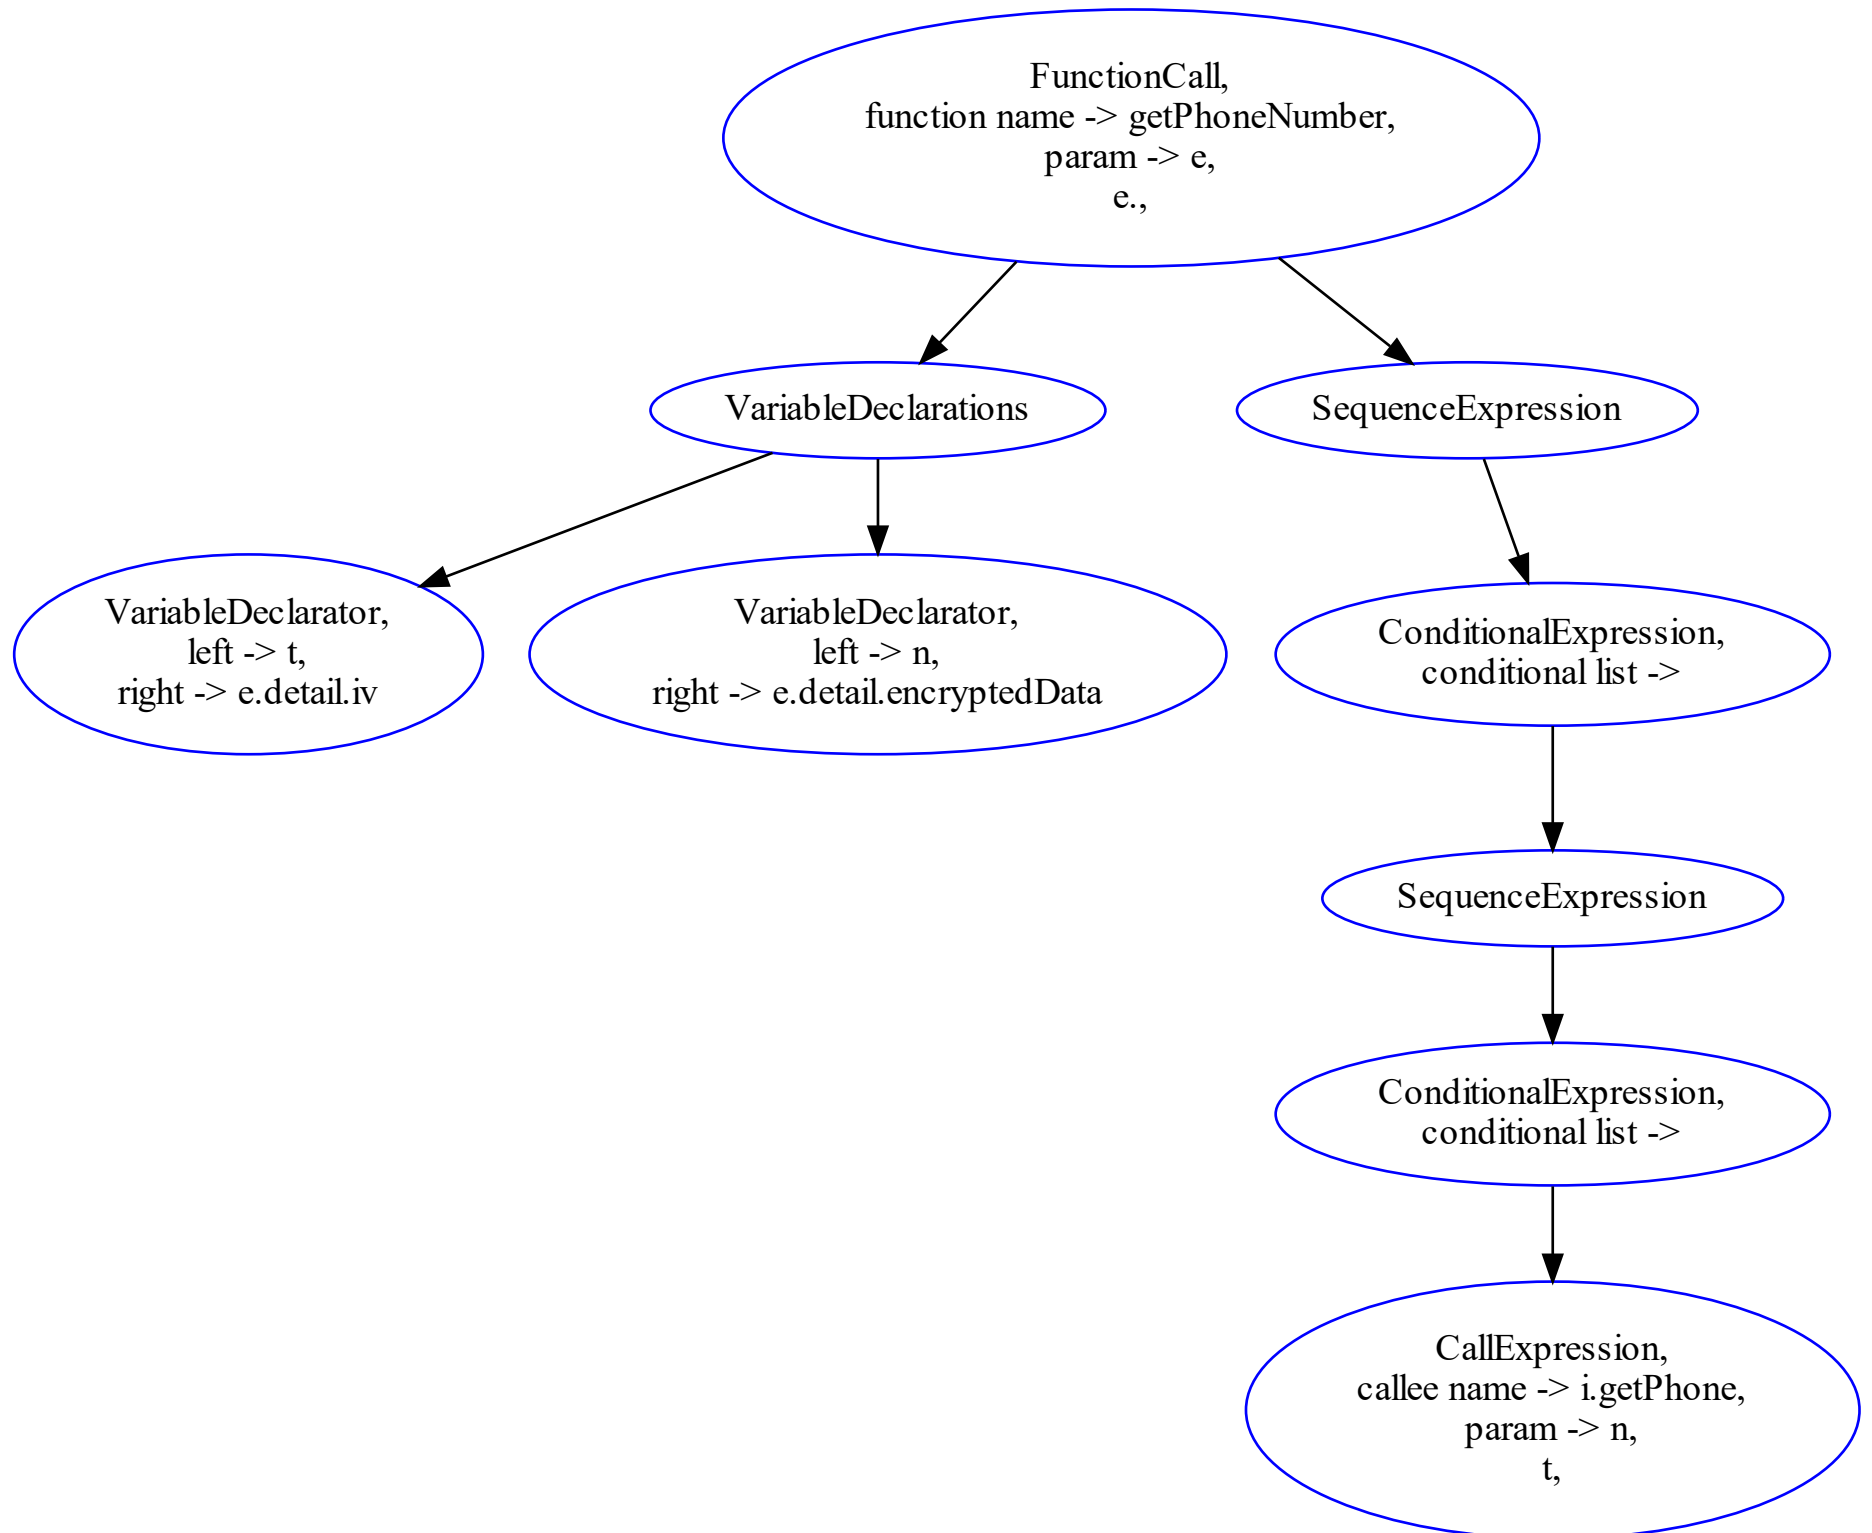 FunctionCall,
function name -> getPhoneNumber,
param -> e,
e.,
VariableDeclarations
SequenceExpression
VariableDeclarator,
left -> t,
right -> e.detail.iv
VariableDeclarator,
left -> n,
right -> e.detail.encryptedData
ConditionalExpression,
conditional list ->
SequenceExpression
ConditionalExpression,
conditional list ->
CallExpression,
callee name -> i.getPhone,
param -> n,
t,